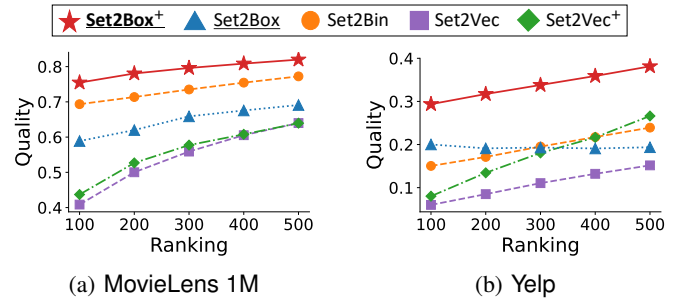 Set2Box+ Set2Box Set2Bin Set2Vec Set2Vec+
Quality
0.8
0.7
0.6
0.5
0.4
100 200 300 400 500
Ranking
(a) MovieLens 1M
Quality
0.4
0.3
0.2
0.1
100 200 300 400 500
Ranking
(b) Yelp